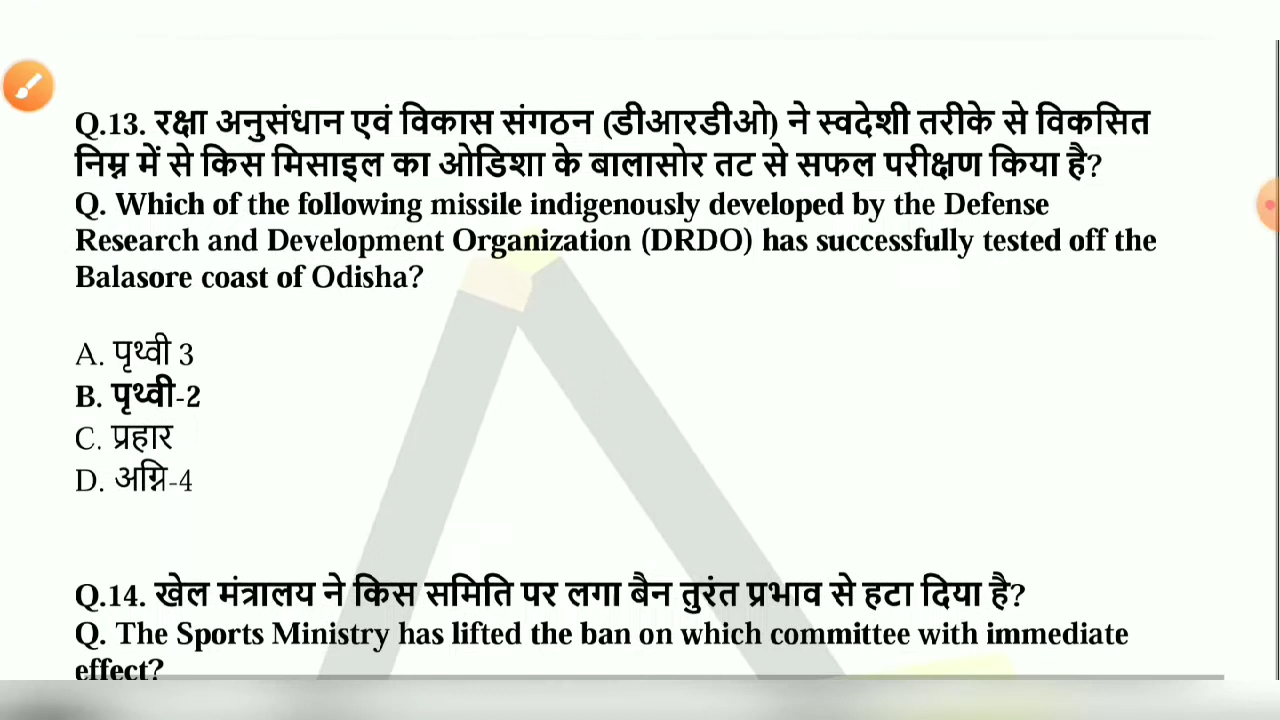 Q.13. रक्षा अनुसंधान एवं विकास संगठन (डीआरडीओ) ने स्वदेशी तरीके से विकसित
निम्न में से किस मिसाइल का ओडिशा के बालासोर तट से सफल परीक्षण किया है?
Q. Which of the following missile indigenously developed by the Defense
Research and Development Organization (DRDO) has successfully tested off the
Balasore coast of Odisha?
A. पृथ्वी 3
B. पृथ्वी-2
C. प्रहार
D. अग्नि-4
Q.14. खेल मंत्रालय ने किस समिति पर लगा बैन तुरंत प्रभाव से हटा दिया है?
Q. The Sports Ministry has lifted the ban on which committee with immediate
effect?